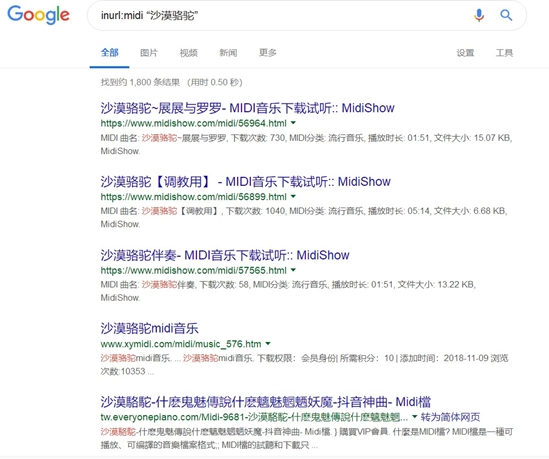 Google
inurl:midi “沙漠骆驼”
全部 图片 视频 新闻 更多 设置 工具
找到约 1,800 条结果 （用时 0.50 秒）
沙漠骆驼~展展与罗罗- MIDI音乐下载试听:: MidiShow
https://www.midishow.com/midi/56964.html
MIDI 曲名: 沙漠骆驼~展展与罗罗, 下载次数: 730, MIDI分类: 流行音乐, 播放时长: 01:51, 文件大小: 15.07 KB,
MidiShow.
沙漠骆驼【调教用】 - MIDI音乐下载试听:: MidiShow
https://www.midishow.com/midi/56899.html
MIDI 曲名: 沙漠骆驼【调教用】, 下载次数: 1040, MIDI分类: 流行音乐, 播放时长: 05:14, 文件大小: 6.68 KB,
MidiShow.
沙漠骆驼伴奏- MIDI音乐下载试听:: MidiShow
https://www.midishow.com/midi/57565.html
MIDI 曲名: 沙漠骆驼伴奏, 下载次数: 58, MIDI分类: 流行音乐, 播放时长: 01:51, 文件大小: 13.22 KB,
MidiShow.
沙漠骆驼midi音乐
www.xymidi.com/midi/music_576.htm
沙漠骆驼midi音乐. ... 沙漠骆驼midi音乐. 下载权限：会员身份| 所需积分：10 | 添加时间：2018-11-09 浏览
次数:10353 ...
沙漠駱駝-什麽鬼魅傳說什麽魑魅魍魎妖魔-抖音神曲- Midi檔
tw.everyonepiano.com/Midi-9681-沙漠駱駝-什麽鬼魅傳說什麽魑魅... 转为简体网页
沙漠駱駝-什麽鬼魅傳說什麽魑魅魍魎妖魔-抖音神曲- Midi檔. } 購買VIP會員. 什麼是MIDI檔? MIDI檔是一種可
播放、可編譯的音樂檔案格式;, MIDI檔的試聽和下載只 ...